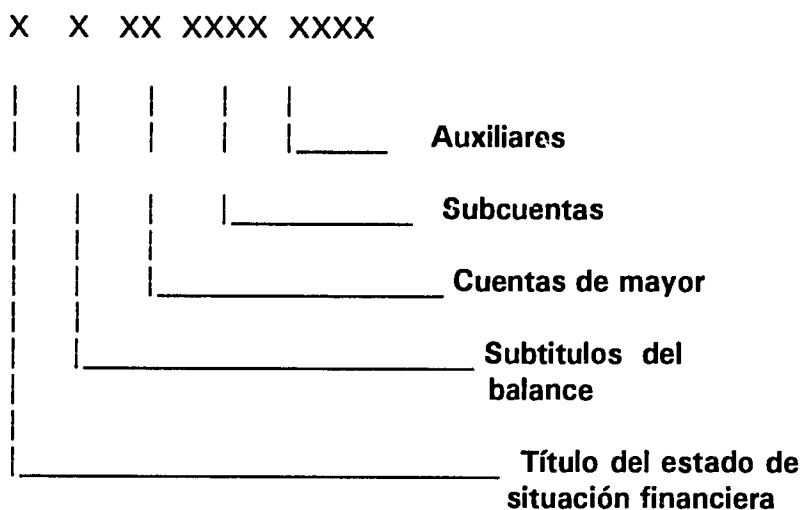 X X XX XXXX XXXX
Auxiliares
Subcuentas
Cuentas de mayor
Subtitulos del
balance
Título del estado de
situación financiera